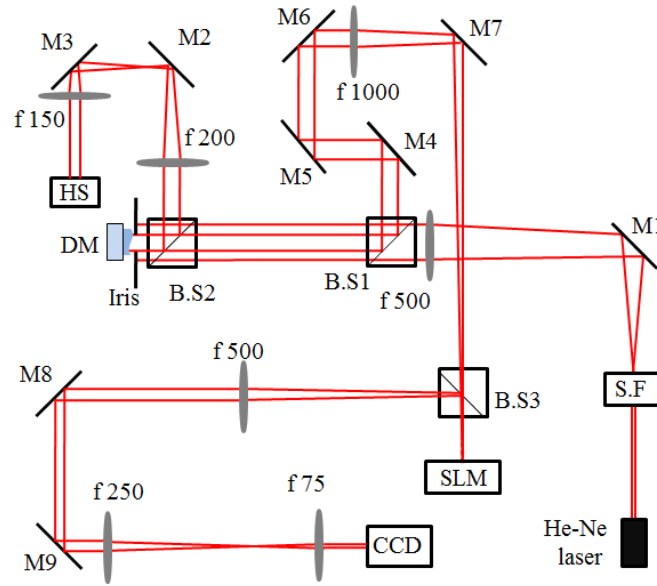 M6
M7
M3
M2
f 1000
f 150
f 200
M4
HS
M5
M1
DM
Iris
B.S2
B.S1
f 500
f 500
M8
B.S3
S.F
SLM
f 250
f 75
He-Ne
laser
CCD
M9